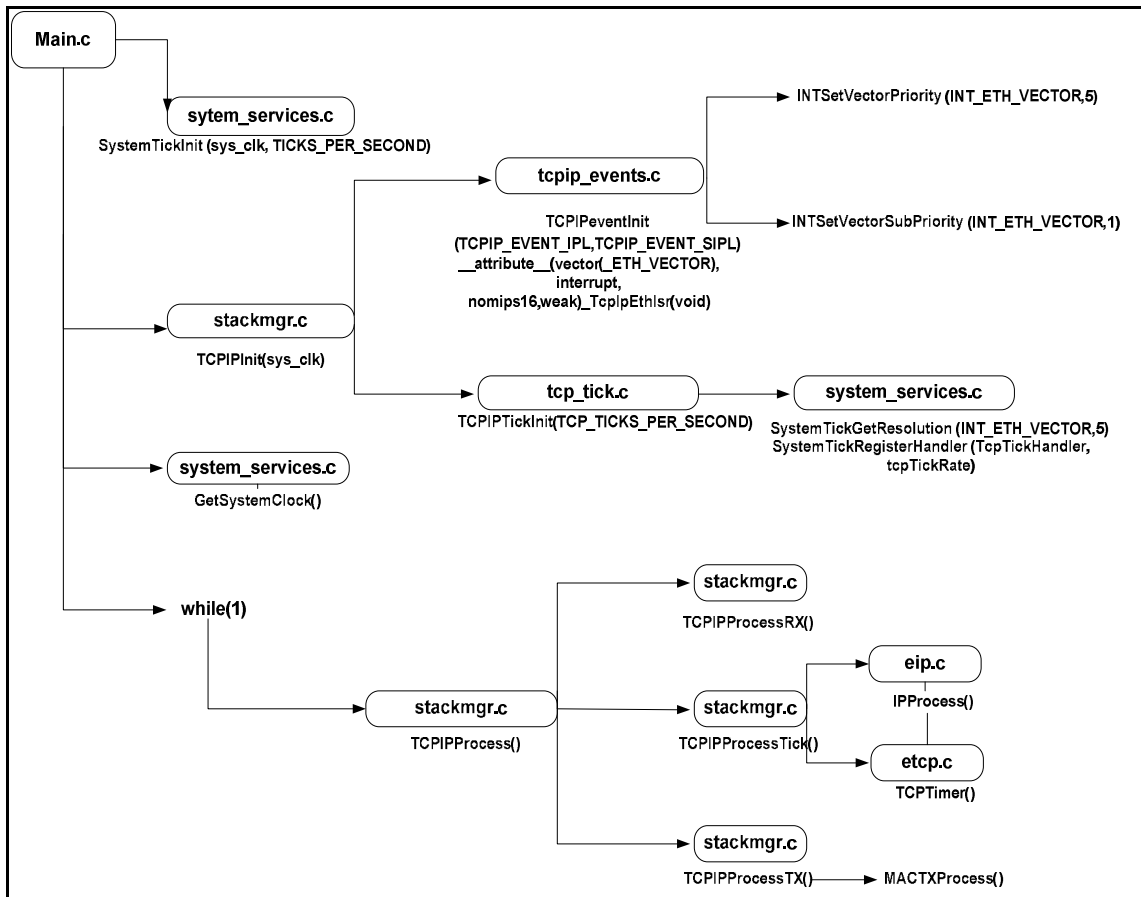 Main.c
sytem_services.c
SystemTickInit (sys_clk, TICKS_PER_SECOND)
INTSetVectorPriority (INT_ETH_VECTOR,5)
tcpip_events.c
TCPIPeventInit
(TCPIP_EVENT_IPL,TCPIP_EVENT_SIPL)
__attribute__(vector(_ETH_VECTOR),
interrupt,
nomips16,weak)_TcpIpEthIsr(void)
INTSetVectorSubPriority (INT_ETH_VECTOR,1)
stackmgr.c
TCPIPInit(sys_clk)
tcp_tick.c
TCPIPTickInit(TCP_TICKS_PER_SECOND)
system_services.c
SystemTickGetResolution (INT_ETH_VECTOR,5)
SystemTickRegisterHandler (TcpTickHandler,
tcpTickRate)
system_services.c
GetSystemClock()
while(1)
stackmgr.c
TCPIPProcess()
stackmgr.c
TCPIPProcessRX()
stackmgr.c
TCPIPProcessTick()
eip.c
IPProcess()
etcp.c
TCPTimer()
stackmgr.c
TCPIPProcessTX()
MACTXProcess()